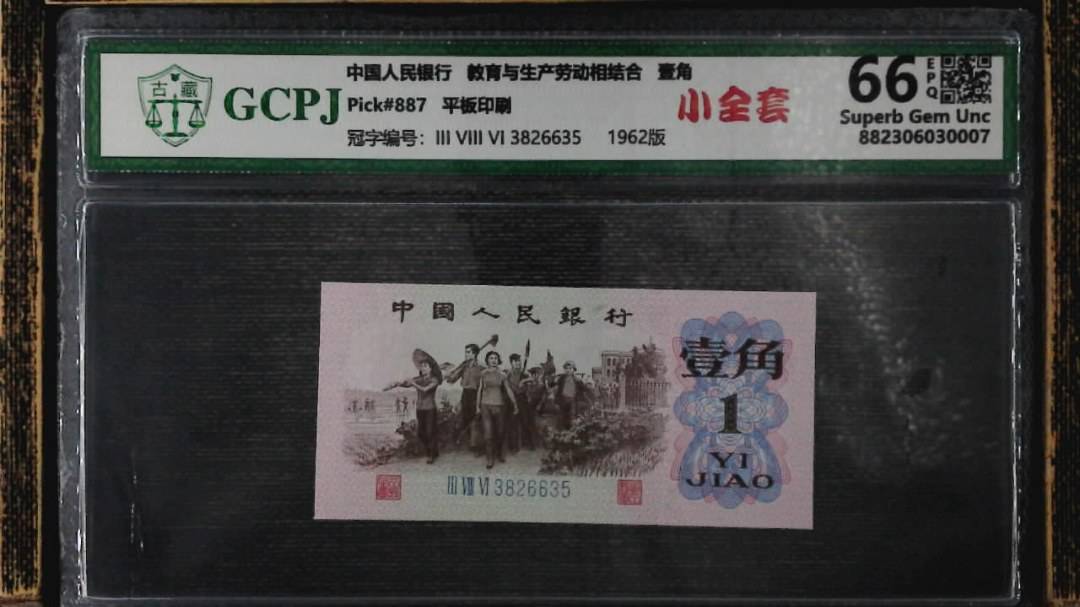 古 藏
GCPJ
中国人民银行 教育与生产劳动相结合 壹角
Pick#887 平板印刷
冠字编号：III VIII VI 3826635 1962版
小全套
66 EPQ
Superb Gem Unc
882306030007
中國人民銀行
壹角
1
YI
JIAO
III VIII VI 3826635